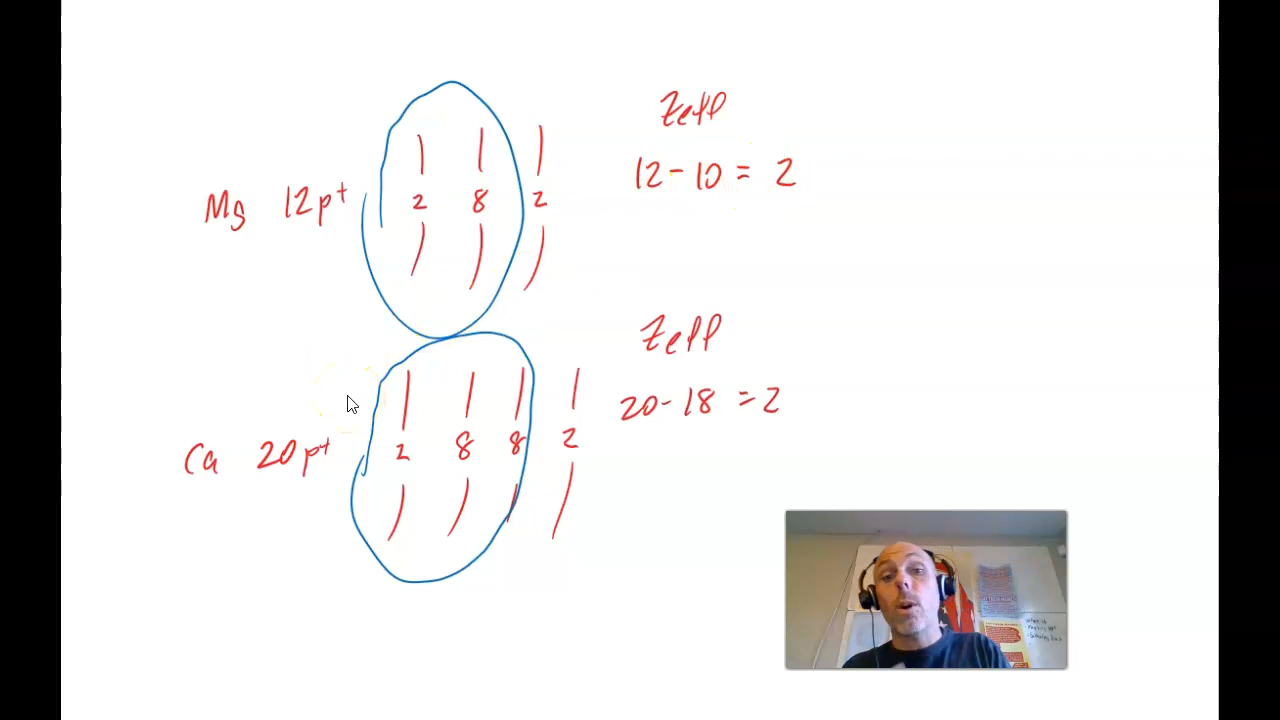 Zeff
12-10 = 2
Mg 12p+ 2 8 2
Zeff
20-18 = 2
Ca 20p+ 2 8 8 2